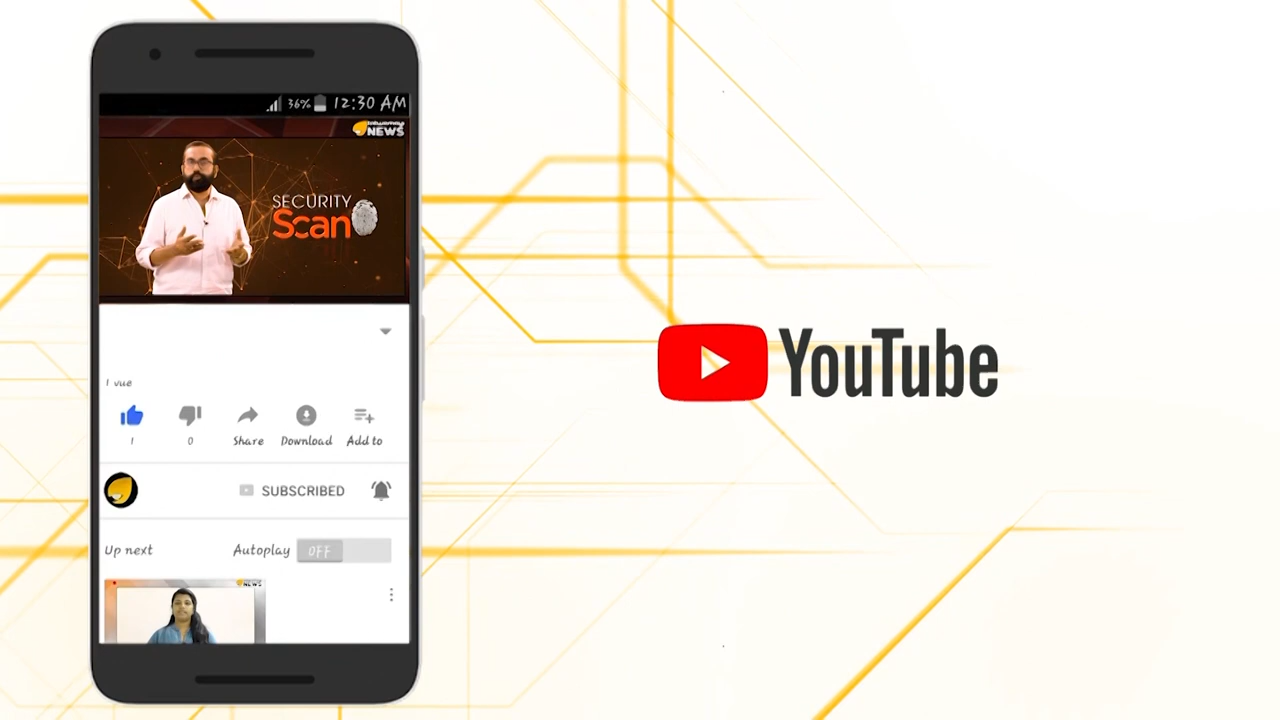 36% 12:30 AM
NEWS
SECURITY
Scan
1 vue
1
0
Share
Download
Add to
SUBSCRIBED
Up next
Autoplay
OFF
NEWS
YouTube